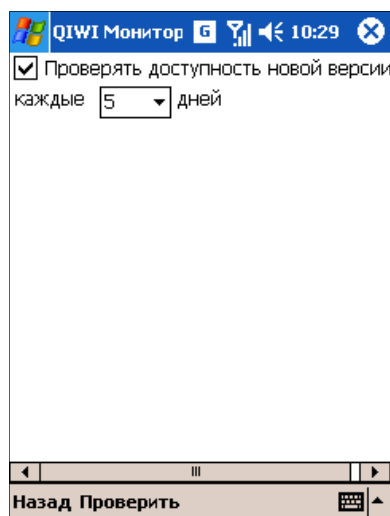 QIWI Монитор G 10:29
Проверять доступность новой версии
каждые 5 дней
Назад Проверить